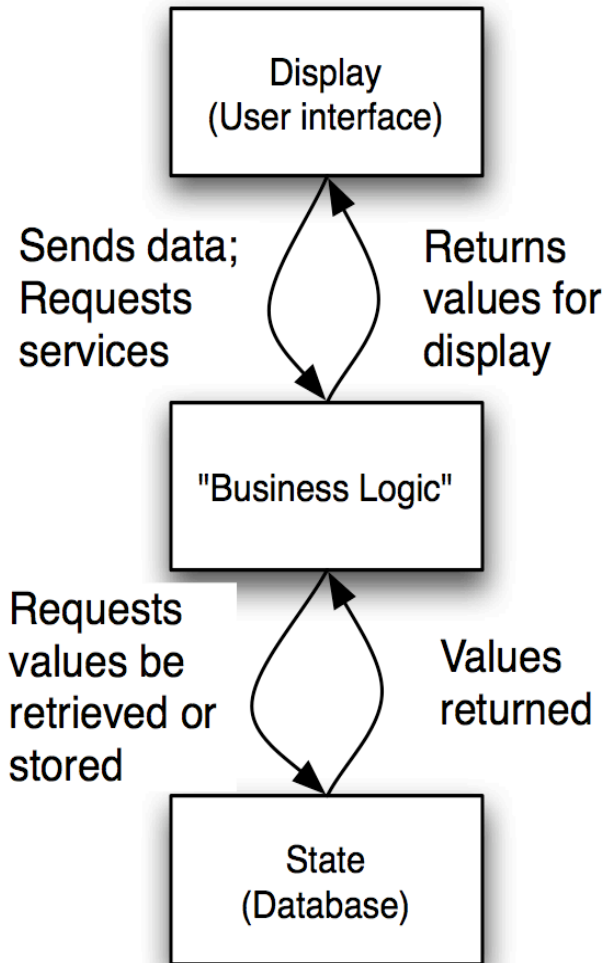 Display
(User interface)
Sends data;
Requests
services
Returns
values for
display
"Business Logic"
Requests
values be
retrieved or
stored
Values
returned
State
(Database)